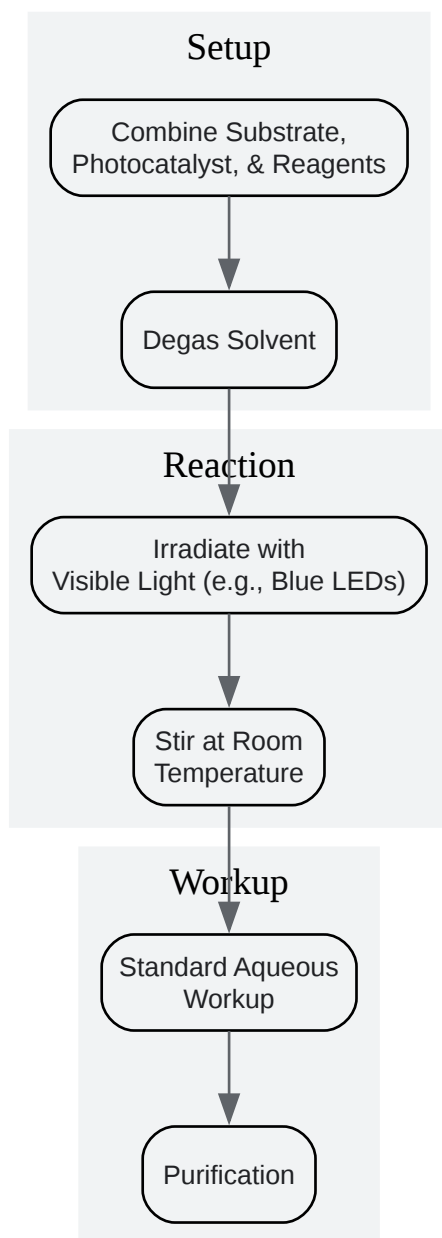 Setup
Combine Substrate,
Photocatalyst, & Reagents
Degas Solvent
Reaction
Irradiate with
Visible Light (e.g., Blue LEDs)
Stir at Room
Temperature
Workup
Standard Aqueous
Workup
Purification